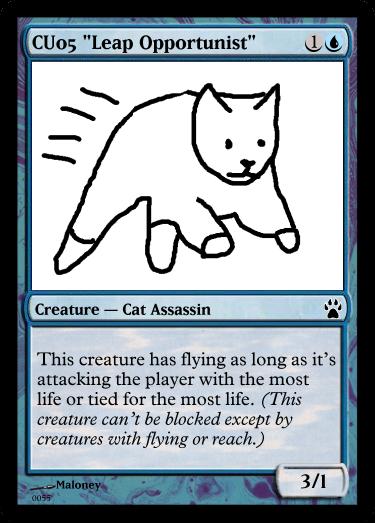 CU05 "Leap Opportunist" 1
Creature — Cat Assassin
This creature has flying as long as it's
attacking the player with the most
life or tied for the most life. (This
creature can't be blocked except by
creatures with flying or reach.)
3/1
Maloney
0055